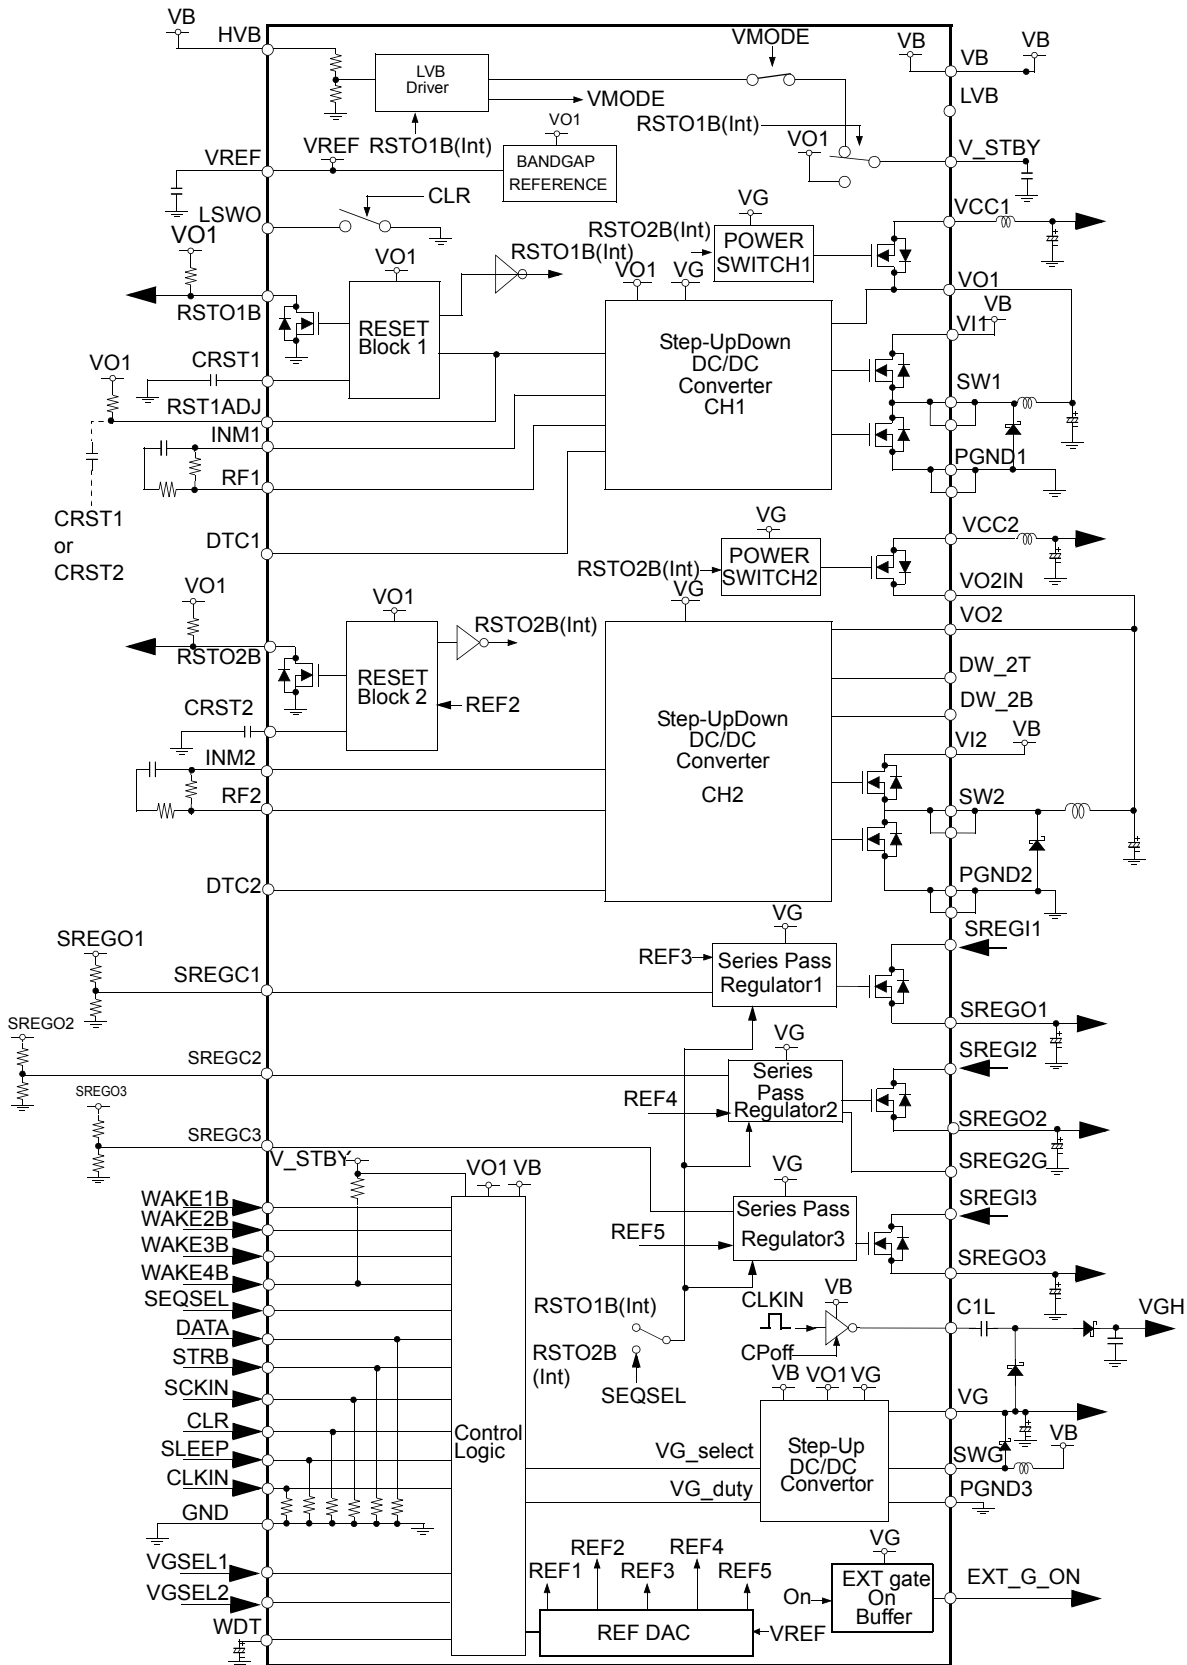 VB
HVB
VMODE
VB
VB
VB
LVB
Driver
VMODE
LVB
RSTO1B(Int)
RSTO1B(Int)
VO1
VREF
VREF
BANDGAP
REFERENCE
VO1
V_STBY
LSWO
CLR
VO1
VG
VCC1
RSTO2B(Int)
POWER
SWITCH1
RSTO1B(Int)
VO1
VO1
VG
VO1
RSTO1B
RESET
Block 1
Step-UpDown
DC/DC
Converter
CH1
VB
VI1
CRST1
VO1
SW1
RST1ADJ
INM1
RF1
PGND1
CRST1
or
CRST2
DTC1
VG
VCC2
RSTO2B(Int)
POWER
SWITCH2
VO2IN
VO1
VO1
VG
VO2
RSTO2B(Int)
RSTO2B
RESET
Block 2
REF2
DW_2T
DW_2B
Step-UpDown
DC/DC
Converter
CH2
CRST2
VI2
VB
INM2
RF2
SW2
DTC2
PGND2
VG
SREGI1
SREGO1
REF3
Series Pass
Regulator1
SREGC1
SREGO1
SREGO2
VG
SREGI2
SREGC2
Series
Pass
Regulator2
REF4
SREGO3
SREGO2
SREGC3
SREG2G
V_STBY
VO1
VB
VG
SREGI3
WAKE1B
WAKE2B
WAKE3B
WAKE4B
SEQSEL
DATA
STRB
SCKIN
CLR
SLEEP
CLKIN
GND
VGSEL1
VGSEL2
WDT
Control
Logic
REF5
Series Pass
Regulator3
SREGO3
RSTO1B(Int)
RSTO2B
(Int)
SEQSEL
CLKIN
VB
CPoff
C1L
VGH
VB
VO1
VG
VG
VG_select
VG_duty
Step-Up
DC/DC
Convertor
SWG
VB
PGND3
REF1
REF2
REF3
REF4
REF5
REF DAC
VREF
VG
On
EXT gate
On
Buffer
EXT_G_ON